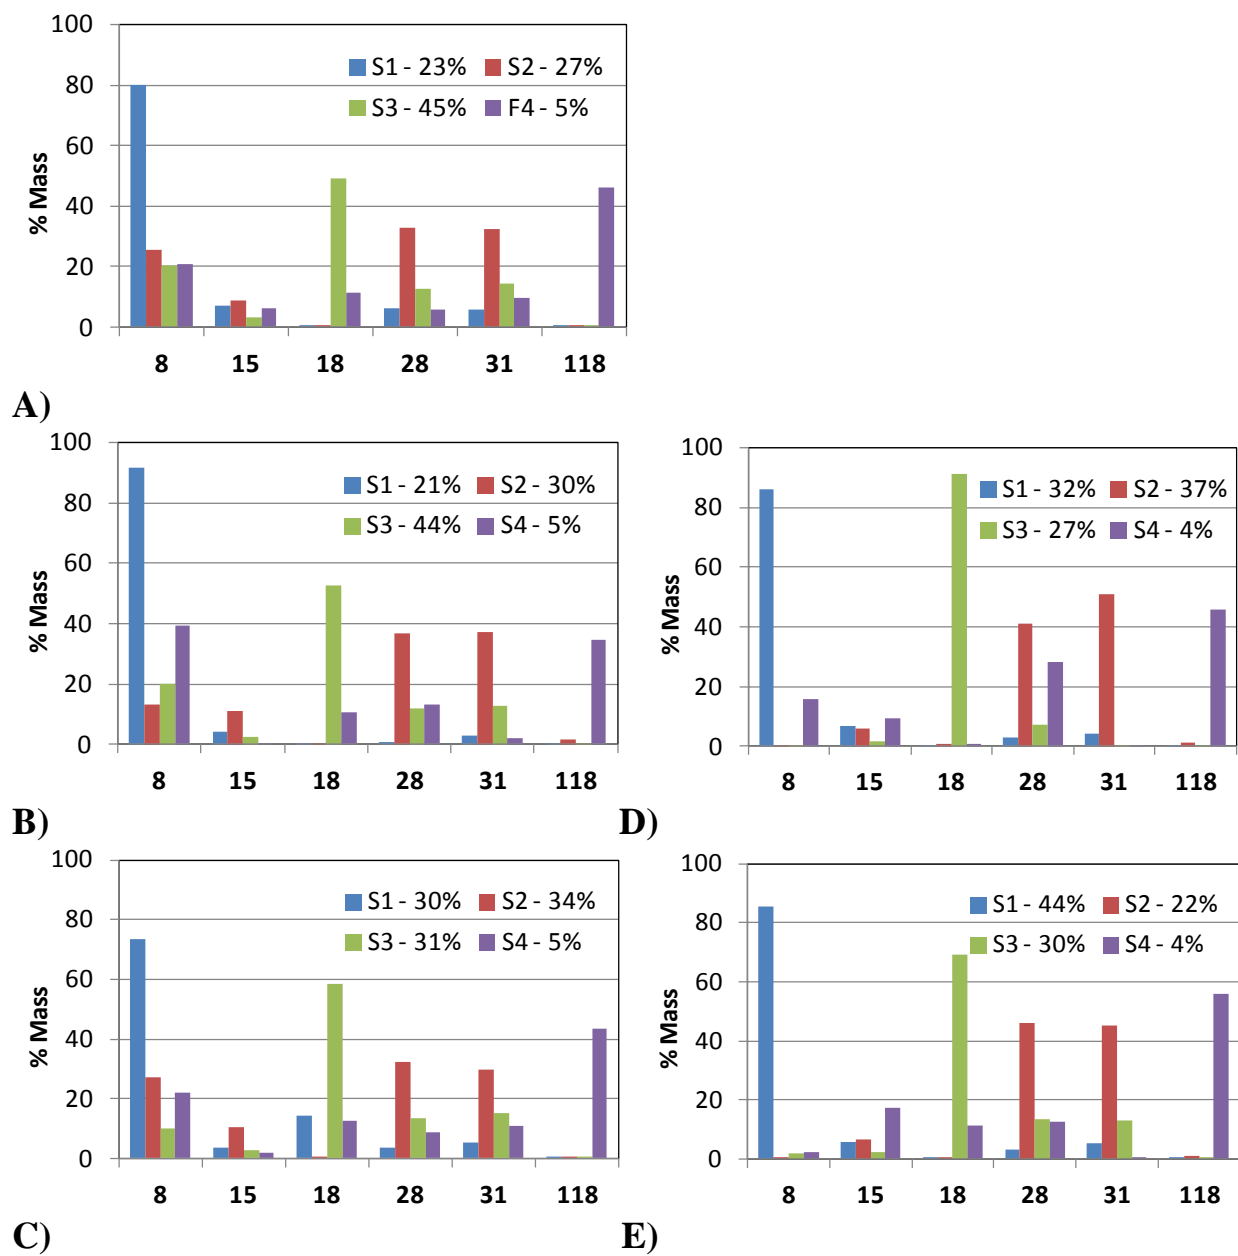 100
80
60
40
20
0
% Mass
S1 - 23% S2 - 27%
S3 - 45% F4 - 5%
8 15 18 28 31 118
A)
100
80
60
40
20
0
% Mass
S1 - 21% S2 - 30%
S3 - 44% S4 - 5%
8 15 18 28 31 118
B)
100
80
60
40
20
0
% Mass
S1 - 32% S2 - 37%
S3 - 27% S4 - 4%
8 15 18 28 31 118
D)
100
80
60
40
20
0
% Mass
S1 - 30% S2 - 34%
S3 - 31% S4 - 5%
8 15 18 28 31 118
C)
100
80
60
40
20
0
% Mass
S1 - 44% S2 - 22%
S3 - 30% S4 - 4%
8 15 18 28 31 118
E)